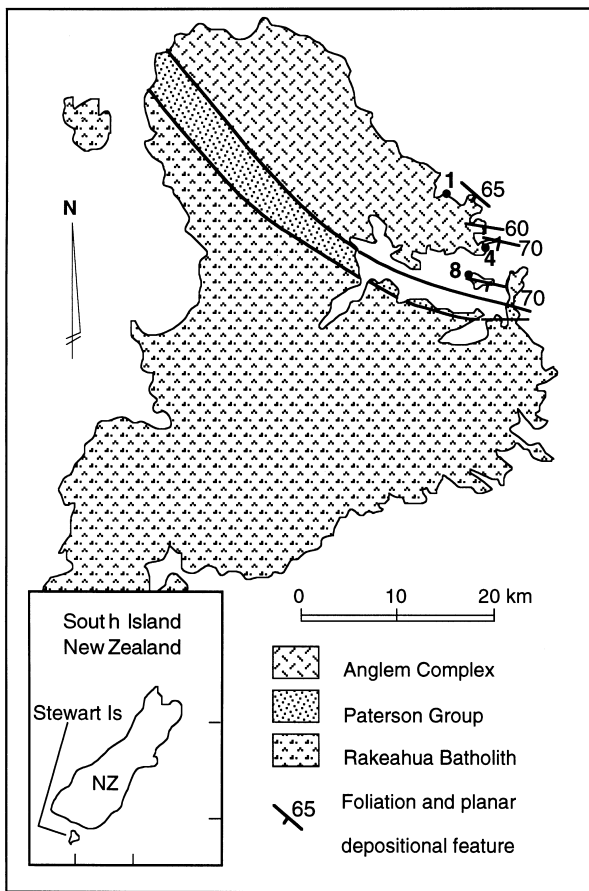 N
1
65
60
70
4
8
70
0 10 20 km
South Island
New Zealand
Stewart Is
NZ
Anglem Complex
Paterson Group
Rakeahua Batholith
65
Foliation and planar
depositional feature